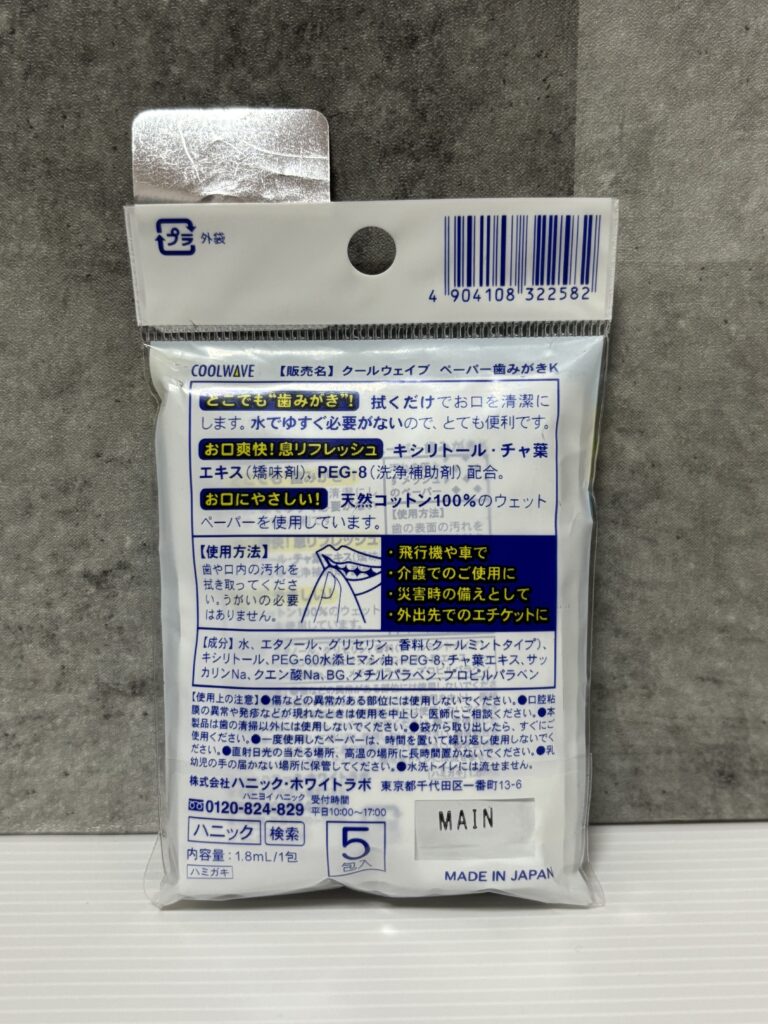 プラ 外袋
4 904108 322582
COOLWAVE 【販売名】 クールウェイブ ペーパー歯みがきK
どこでも“歯みがき”! 拭くだけでお口を清潔に
します。水でゆすぐ必要がないので、とても便利です。
お口爽快!息リフレッシュ キシリトール・チャ葉
エキス(矯味剤)、PEG-8(洗浄補助剤)配合。
お口にやさしい! 天然コットン100%のウェット
ペーパーを使用しています。
【使用方法】
歯や口内の汚れを
拭き取ってくださ
い。うがいの必要
はありません。
・飛行機や車で
・介護でのご使用に
・災害時の備えとして
・外出先でのエチケットに
【成分】水、エタノール、グリセリン、香料(クールミントタイプ)、
キシリトール、PEG-60水添ヒマシ油、PEG-8、チャ葉エキス、サッ
カリンNa、クエン酸Na、BG、メチルパラベン、プロピルパラベン
【使用上の注意】●傷などの異常がある部位には使用しないでください。●口腔粘
膜の異常や発疹などが現れたときは使用を中止し、医師にご相談ください。●本
製品は歯の清掃以外には使用しないでください。●袋から取り出したら、すぐにご
使用ください。●一度使用したペーパーは、時間を置いて繰り返し使用しないでくだ
さい。●直射日光の当たる場所、高温の場所に長時間置かないでください。●乳
幼児の手の届かない場所に保管してください。●水洗トイレには流せません。
株式会社ハニック・ホワイトラボ 東京都千代田区一番町13-6
ハニヨイ ハニック
0120-824-829 受付時間 平日10:00~17:00
ハニック 検索
内容量:1.8mL/1包
ハミガキ
5
包入
MAIN
MADE IN JAPAN